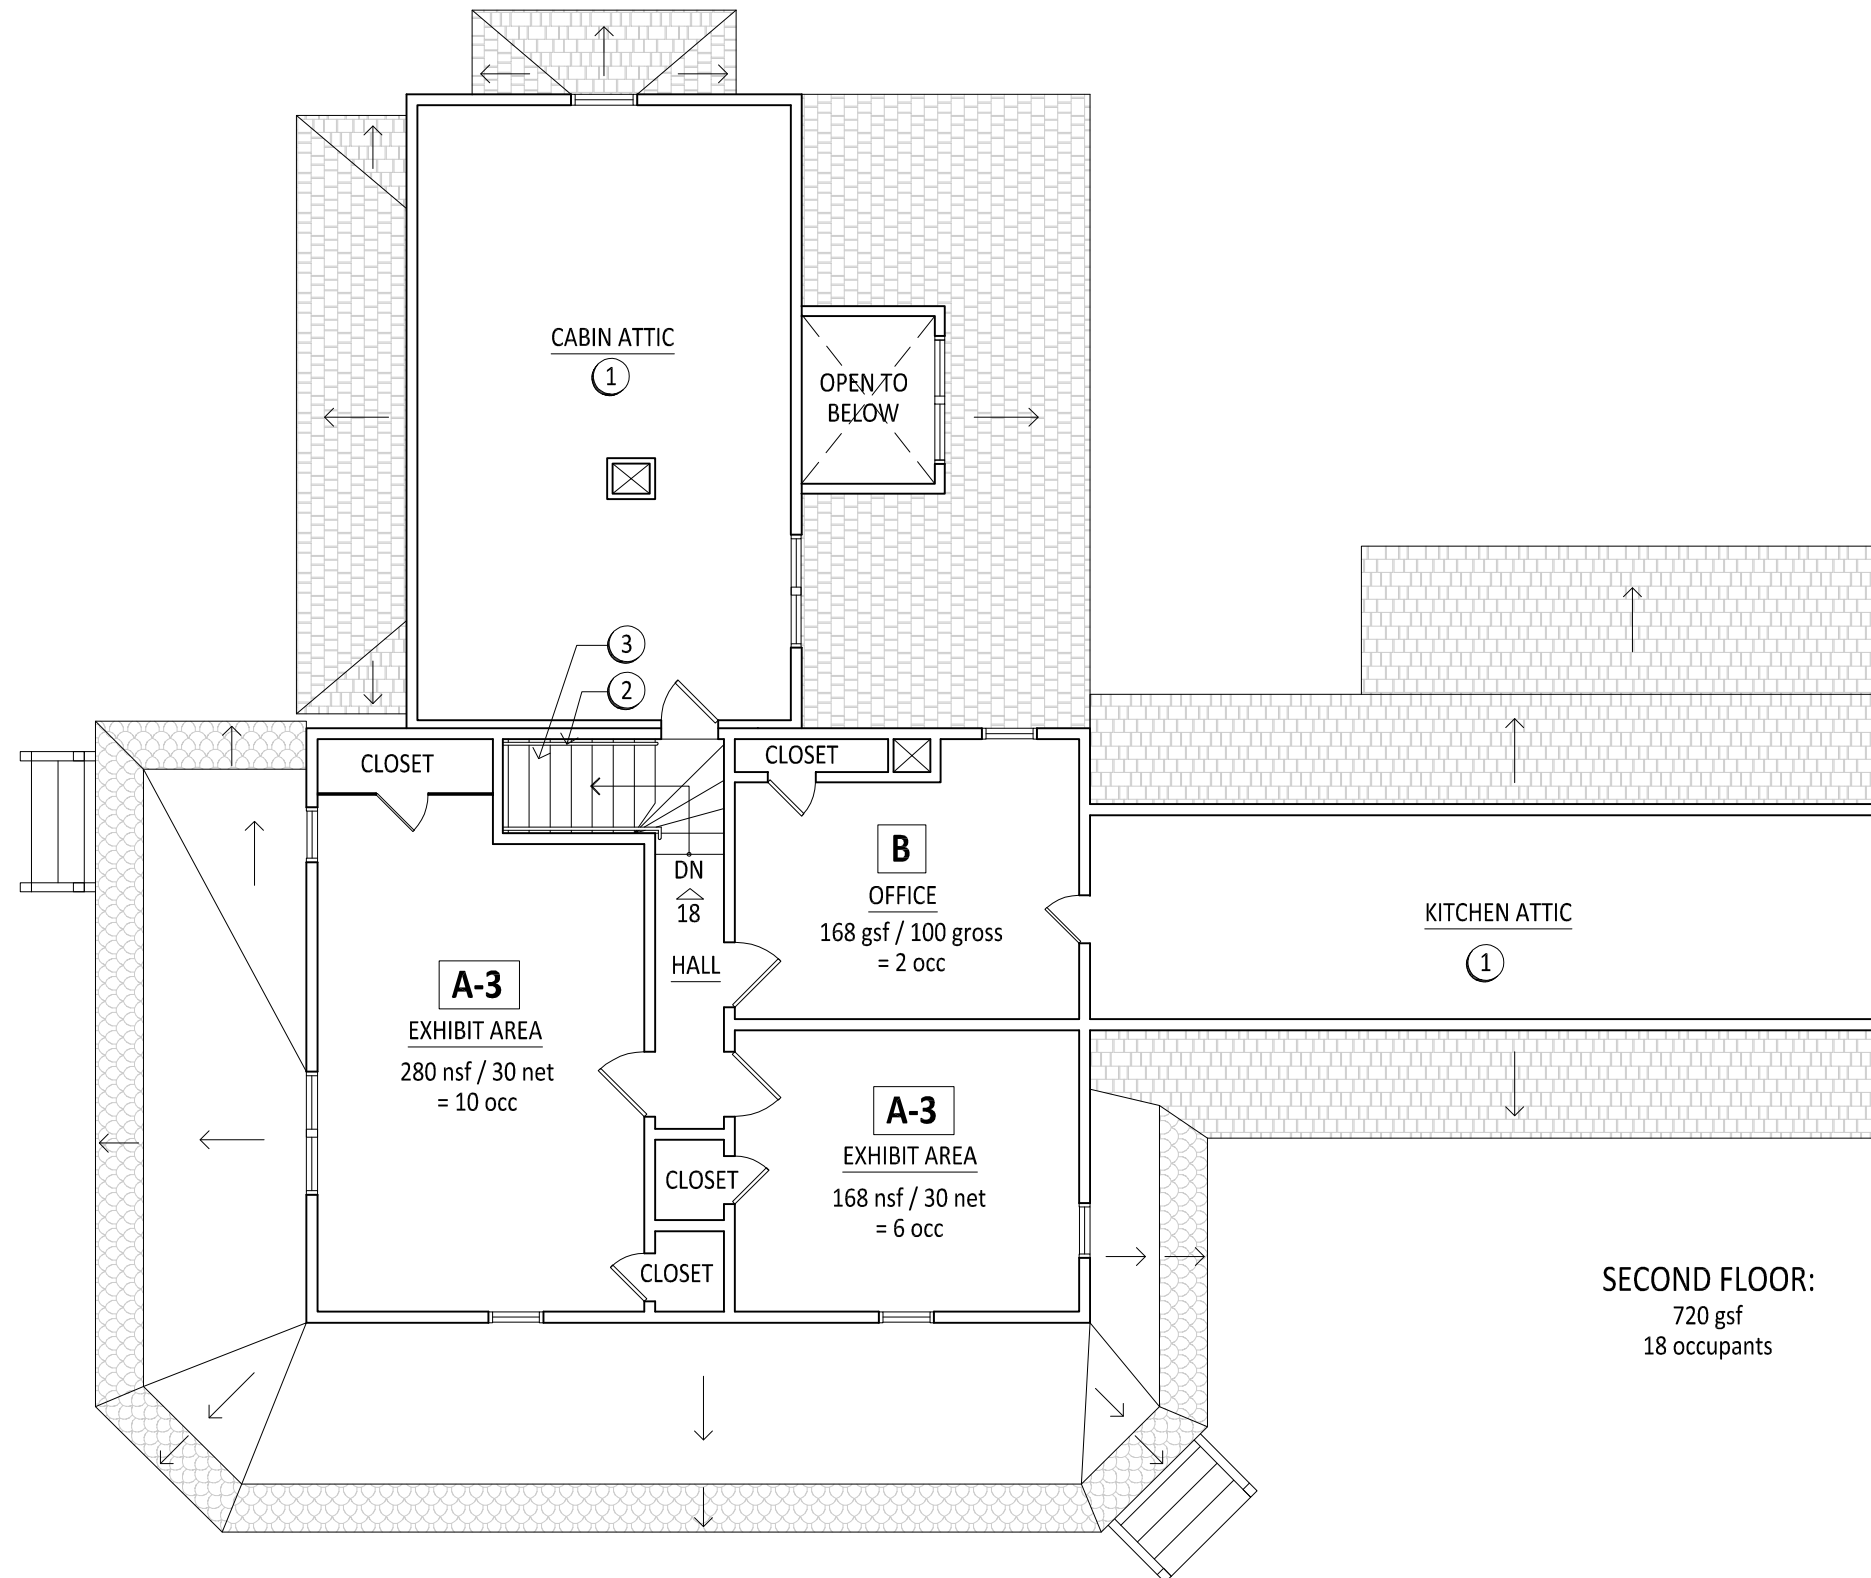 CABIN ATTIC
1
OPEN TO
BELOW
3
2
CLOSET
CLOSET
DN
18
HALL
B
OFFICE
168 gsf / 100 gross
= 2 occ
KITCHEN ATTIC
1
A-3
EXHIBIT AREA
280 nsf / 30 net
= 10 occ
A-3
EXHIBIT AREA
168 nsf / 30 net
= 6 occ
CLOSET
CLOSET
SECOND FLOOR:
720 gsf
18 occupants